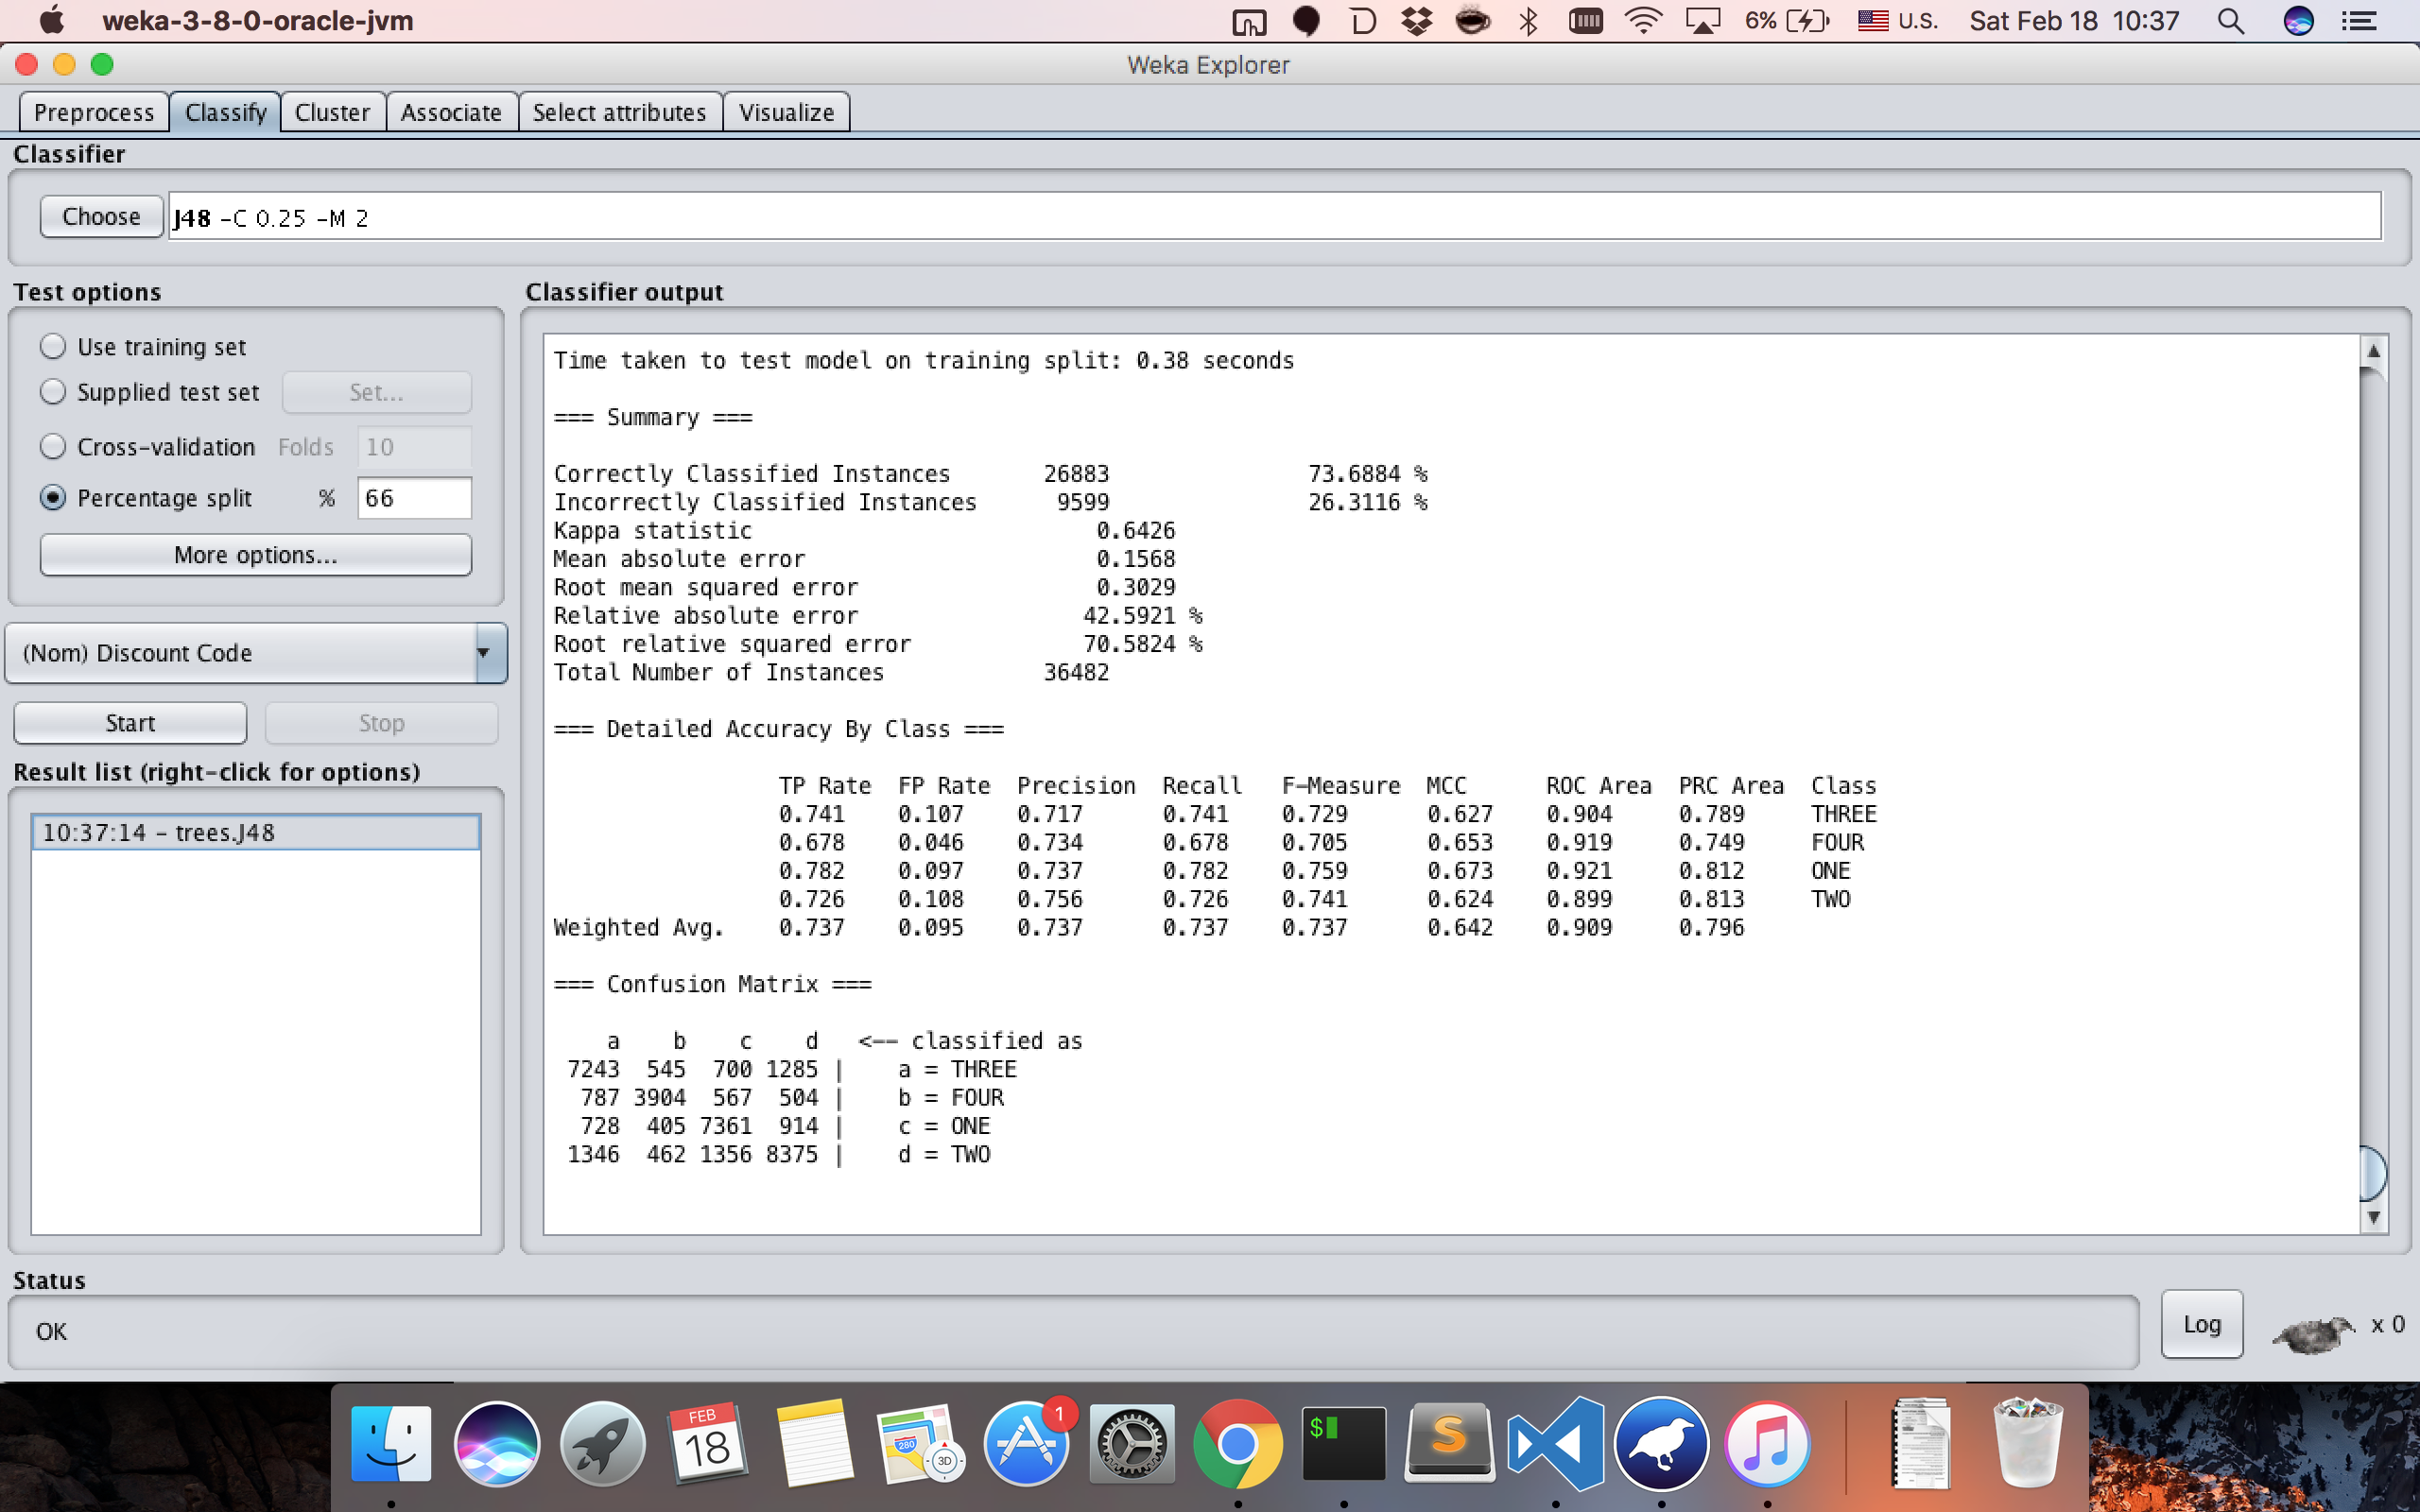 weka-3-8-0-oracle-jvm 6% U.S. Sat Feb 18 10:37
Weka Explorer
Preprocess Classify Cluster Associate Select attributes Visualize
Classifier
Choose J48 -C 0.25 -M 2
Test options
Use training set
Supplied test set Set...
Cross-validation Folds 10
Percentage split % 66
More options...
(Nom) Discount Code
Start Stop
Result list (right-click for options)
10:37:14 - trees.J48
Classifier output
Time taken to test model on training split: 0.38 seconds
=== Summary ===
Correctly Classified Instances 26883 73.6884 %
Incorrectly Classified Instances 9599 26.3116 %
Kappa statistic 0.6426
Mean absolute error 0.1568
Root mean squared error 0.3029
Relative absolute error 42.5921 %
Root relative squared error 70.5824 %
Total Number of Instances 36482
=== Detailed Accuracy By Class ===
TP Rate FP Rate Precision Recall F-Measure MCC ROC Area PRC Area Class
0.741 0.107 0.717 0.741 0.729 0.627 0.904 0.789 THREE
0.678 0.046 0.734 0.678 0.705 0.653 0.919 0.749 FOUR
0.782 0.097 0.737 0.782 0.759 0.673 0.921 0.812 ONE
0.726 0.108 0.756 0.726 0.741 0.624 0.899 0.813 TWO
Weighted Avg. 0.737 0.095 0.737 0.737 0.737 0.642 0.909 0.796
=== Confusion Matrix ===
a b c d <-- classified as
7243 545 700 1285 | a = THREE
787 3904 567 504 | b = FOUR
728 405 7361 914 | c = ONE
1346 462 1356 8375 | d = TWO
Status
OK
Log x 0
FEB
18
280
3D
1
$
S